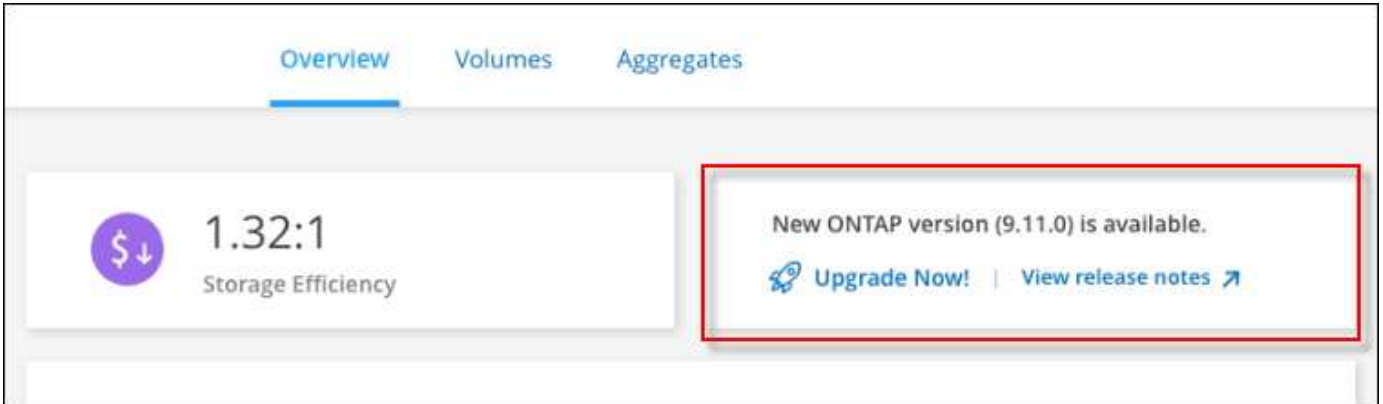 Overview Volumes Aggregates
1.32:1
Storage Efficiency
New ONTAP version (9.11.0) is available.
Upgrade Now! | View release notes